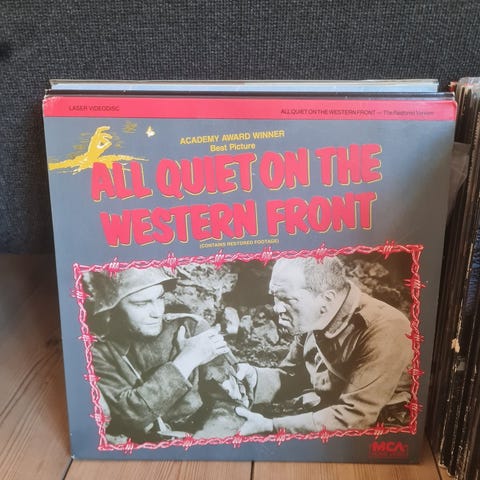 LASER VIDEODISC
ALL QUIET ON THE WESTERN FRONT — The Restored Version
ACADEMY AWARD WINNER
Best Picture
ALL QUIET ON THE
WESTERN FRONT
(CONTAINS RESTORED FOOTAGE)
MCA